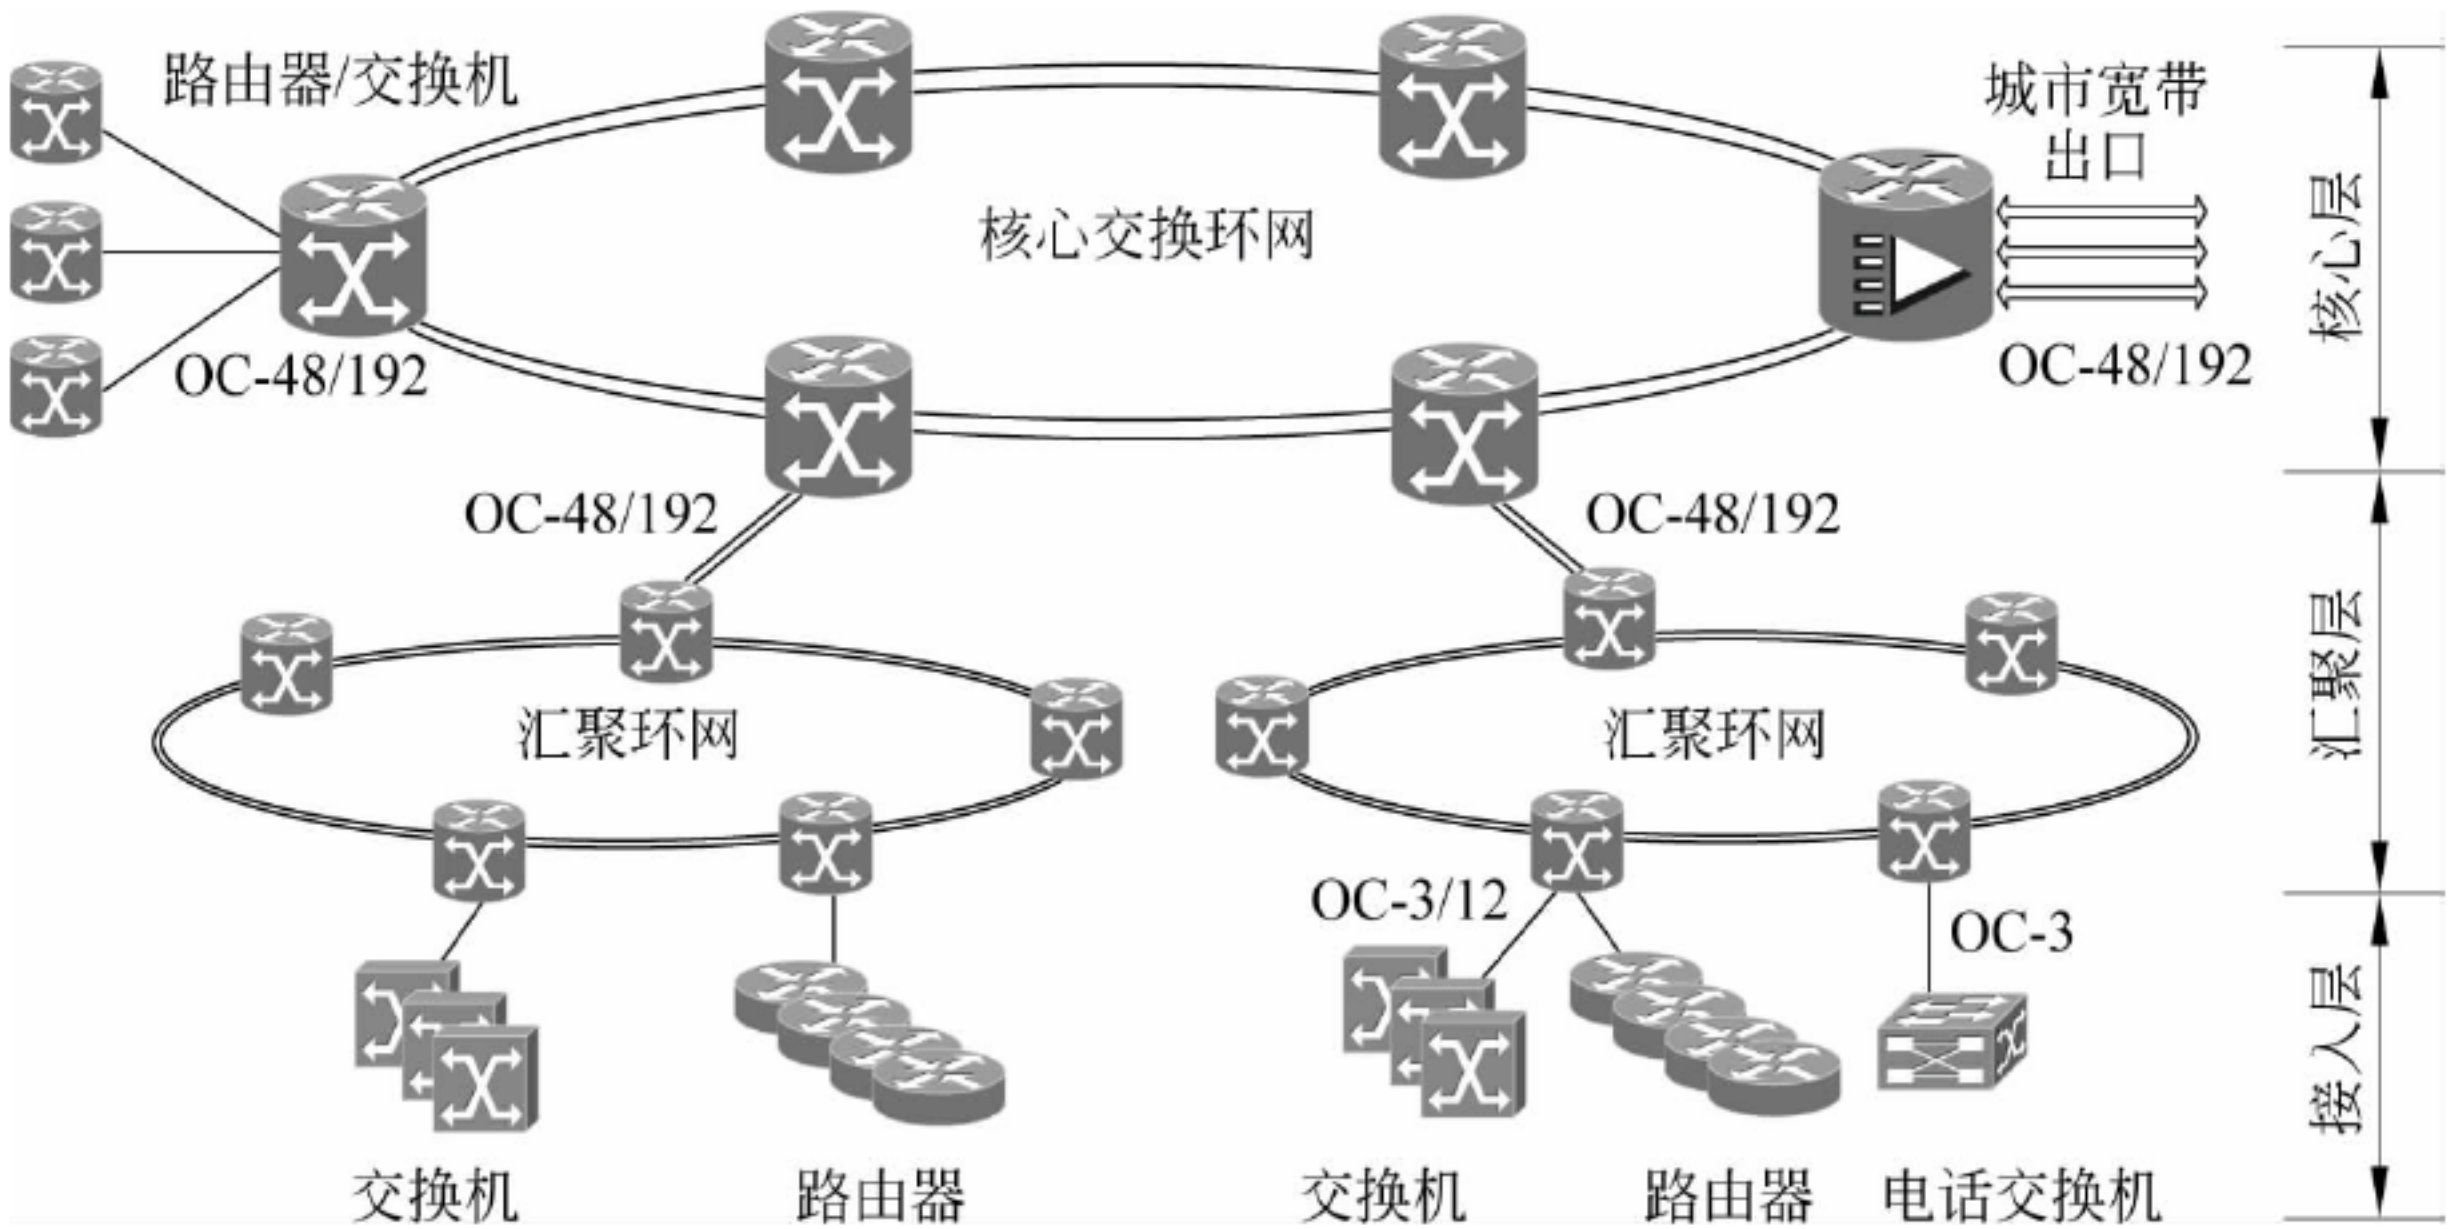 路由器/交换机
城市宽带
出口
核心交换环网
核心层
OC-48/192
OC-48/192
OC-48/192
OC-48/192
汇聚层
汇聚环网
汇聚环网
OC-3/12
OC-3
接入层
交换机
路由器
交换机
路由器
电话交换机